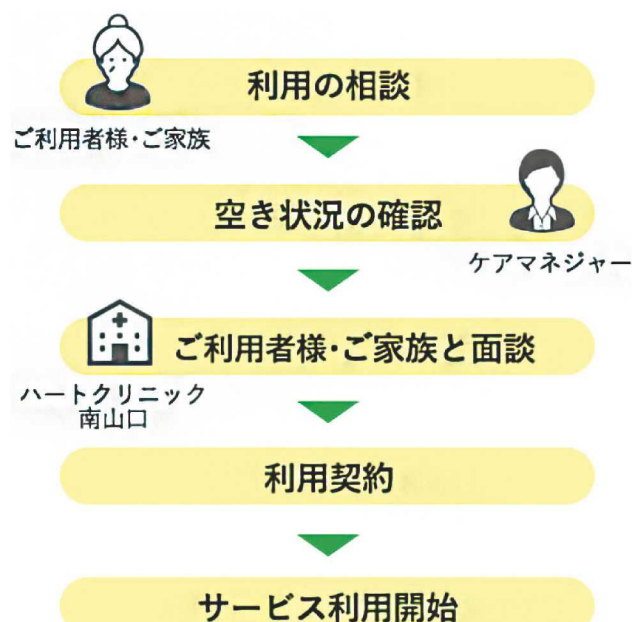 利用の相談
ご利用者様・ご家族
空き状況の確認
ケアマネジャー
ご利用者様・ご家族と面談
ハートクリニック
南山口
利用契約
サービス利用開始